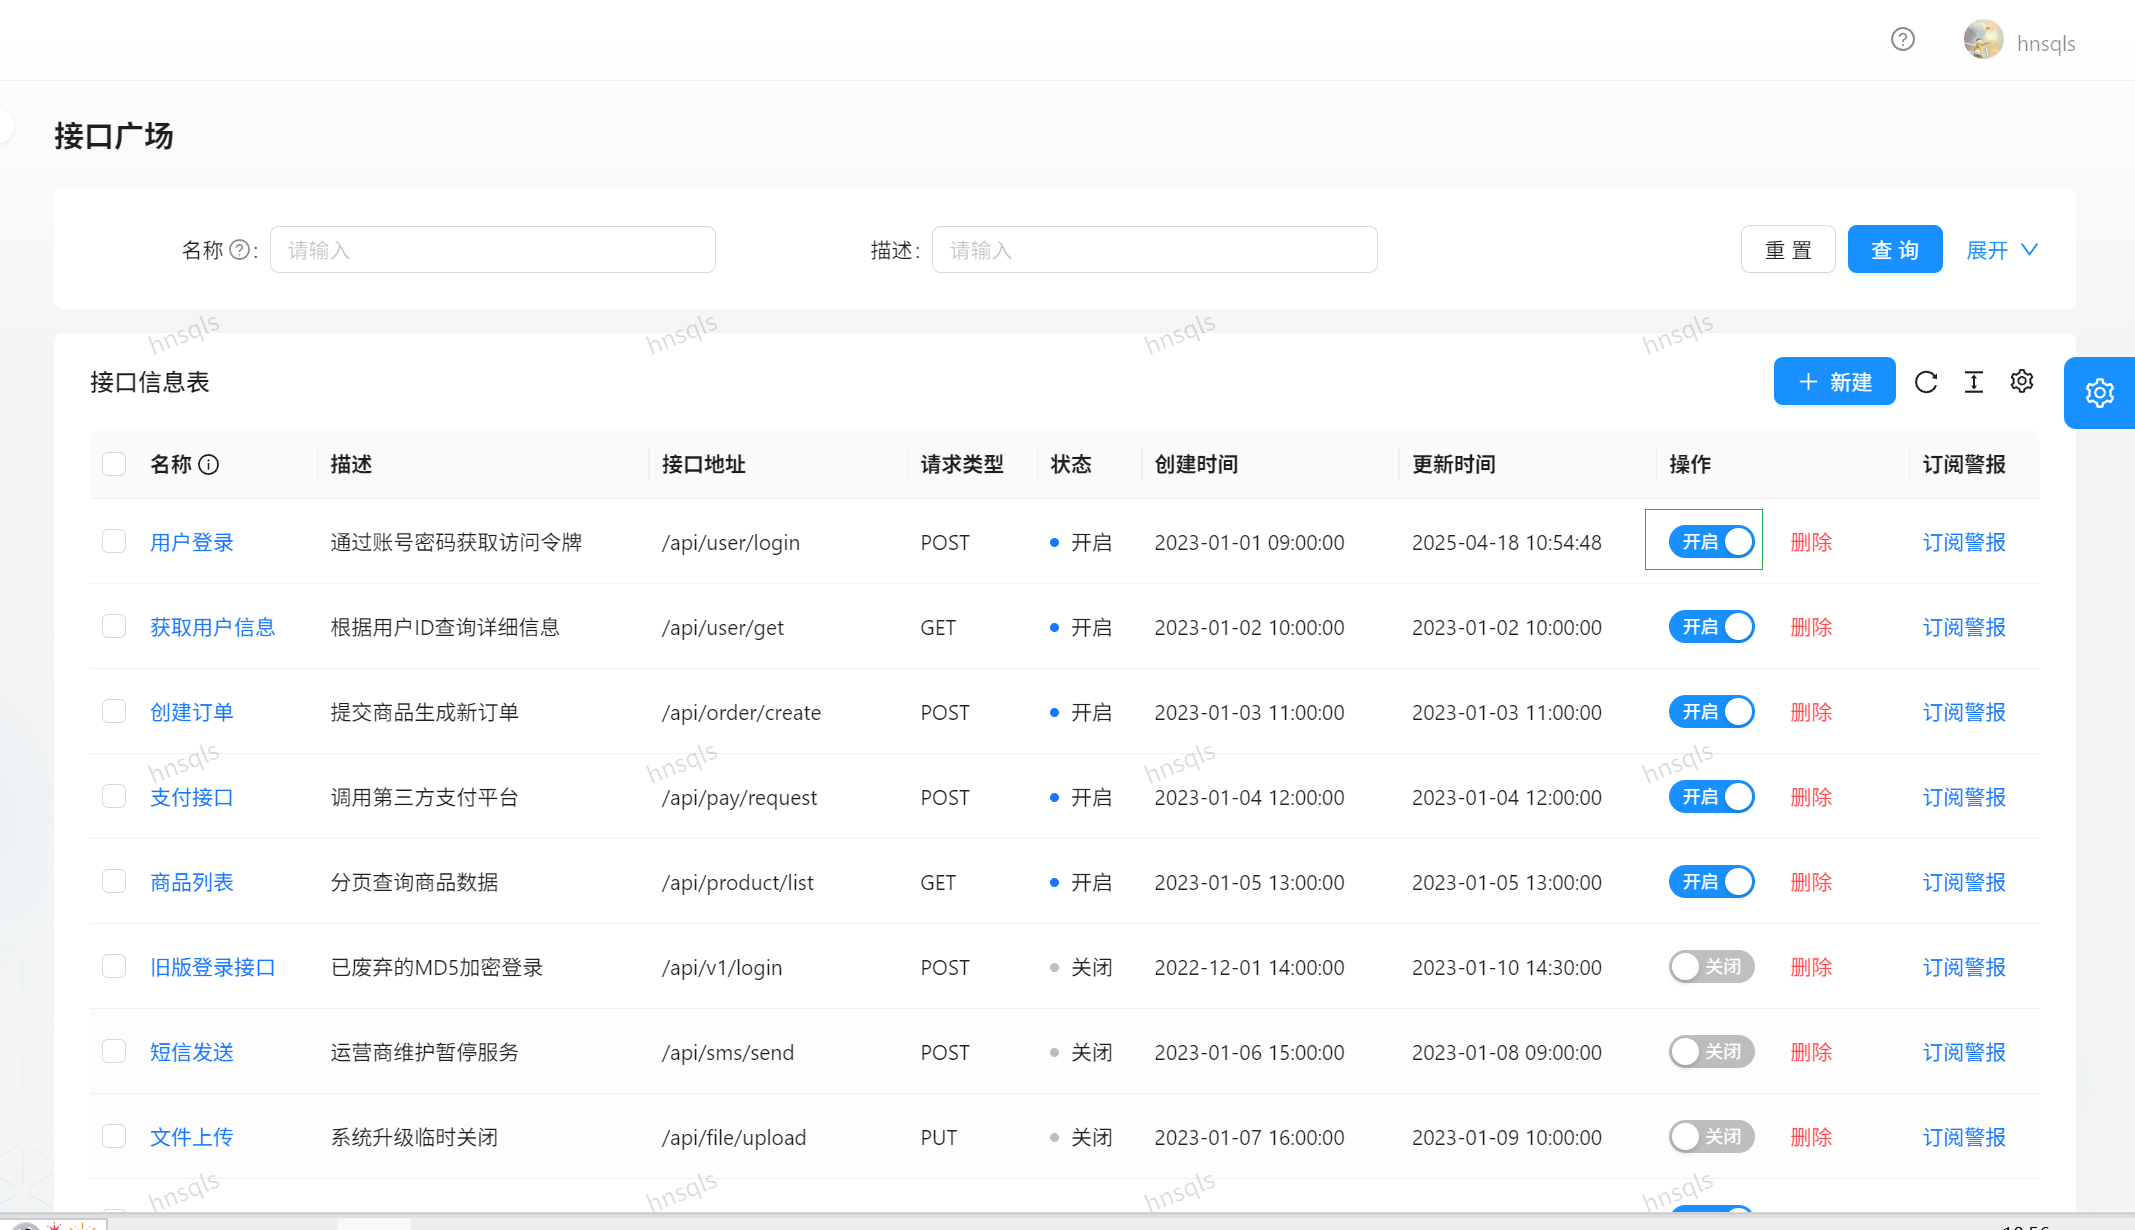 hnsqls
接口广场
名称 : 请输入 描述: 请输入 重 置 查 询 展开
hnsqls hnsqls hnsqls hnsqls
接口信息表 + 新建
名称 描述 接口地址 请求类型 状态 创建时间 更新时间 操作 订阅警报
用户登录 通过账号密码获取访问令牌 /api/user/login POST 开启 2023-01-01 09:00:00 2025-04-18 10:54:48 开启 删除 订阅警报
获取用户信息 根据用户ID查询详细信息 /api/user/get GET 开启 2023-01-02 10:00:00 2023-01-02 10:00:00 开启 删除 订阅警报
创建订单 提交商品生成新订单 /api/order/create POST 开启 2023-01-03 11:00:00 2023-01-03 11:00:00 开启 删除 订阅警报
hnsqls hnsqls hnsqls hnsqls
支付接口 调用第三方支付平台 /api/pay/request POST 开启 2023-01-04 12:00:00 2023-01-04 12:00:00 开启 删除 订阅警报
商品列表 分页查询商品数据 /api/product/list GET 开启 2023-01-05 13:00:00 2023-01-05 13:00:00 开启 删除 订阅警报
旧版登录接口 已废弃的MD5加密登录 /api/v1/login POST 关闭 2022-12-01 14:00:00 2023-01-10 14:30:00 关闭 删除 订阅警报
短信发送 运营商维护暂停服务 /api/sms/send POST 关闭 2023-01-06 15:00:00 2023-01-08 09:00:00 关闭 删除 订阅警报
文件上传 系统升级临时关闭 /api/file/upload PUT 关闭 2023-01-07 16:00:00 2023-01-09 10:00:00 关闭 删除 订阅警报
hnsqls hnsqls hnsqls hnsqls